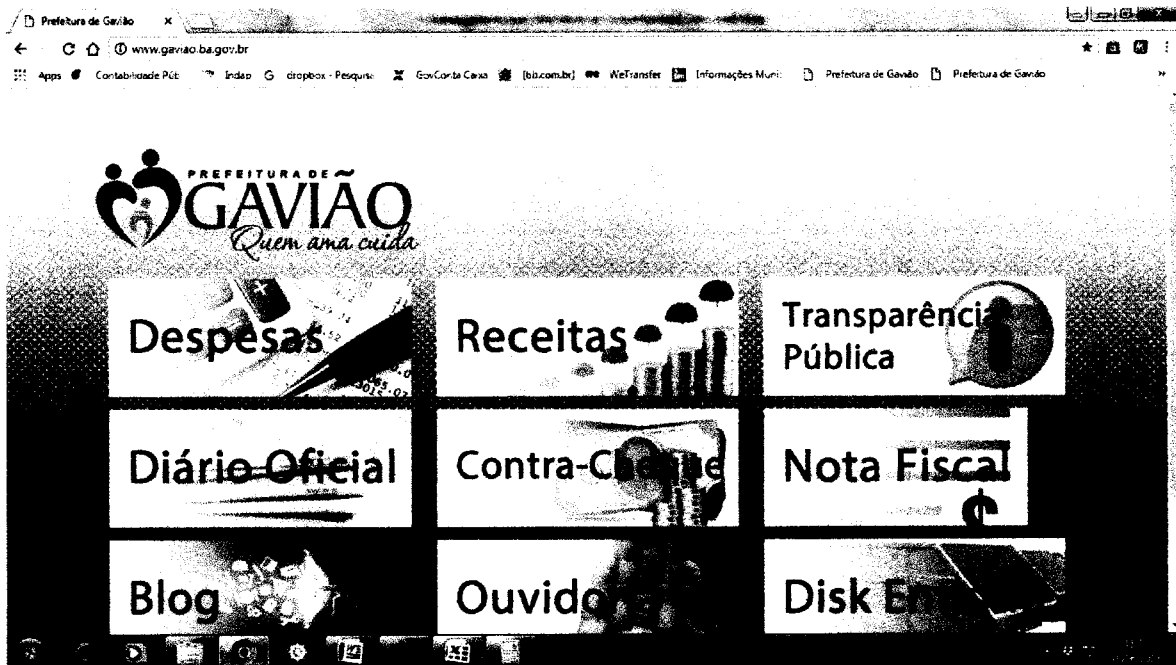 Prefeitura de Gavião
www.gaviao.ba.gov.br
Apps Contabilidade Púb Indap dropbox - Pesquisa GovConta Caixa [bb.com.br] WeTransfer Informações Muni Prefeitura de Gavião Prefeitura de Gavião
PREFEITURA DE
GAVIÃO
Quem ama cuida
Despesas
Receitas
Transparência
Pública
Diário Oficial
Contra-Cheque
Nota Fiscal
$
Blog
Disk